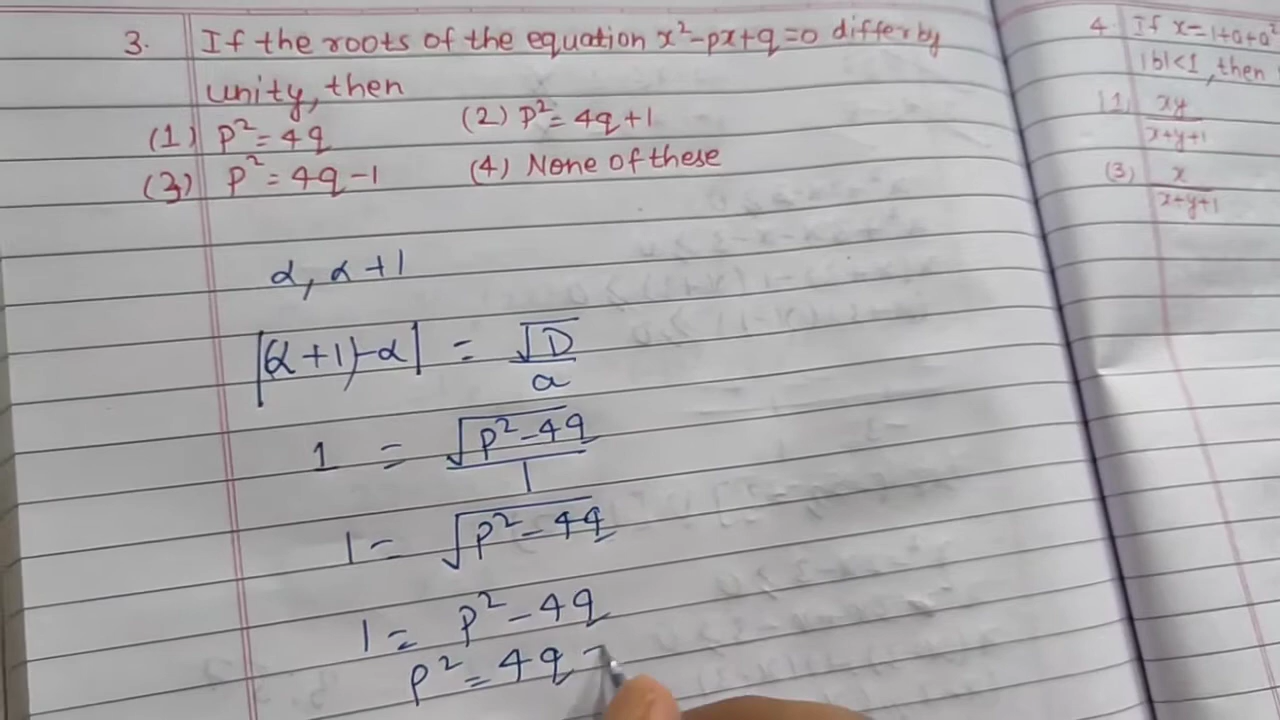 3. If the roots of the equation x²-px+q=0 differ by
unity, then
(1) p²=4q (2) p²=4q+1
(3) p²=4q-1 (4) None of these
α, α+1
|(α+1)-α| = √D/a
1 = √(p²-4q)/1
1 = √(p²-4q)
1 = p²-4q
p²=4q
4 If x=1+a+a²
|b|<1, then
(1) xy/(x+y+1)
(3) x/(x+y+1)